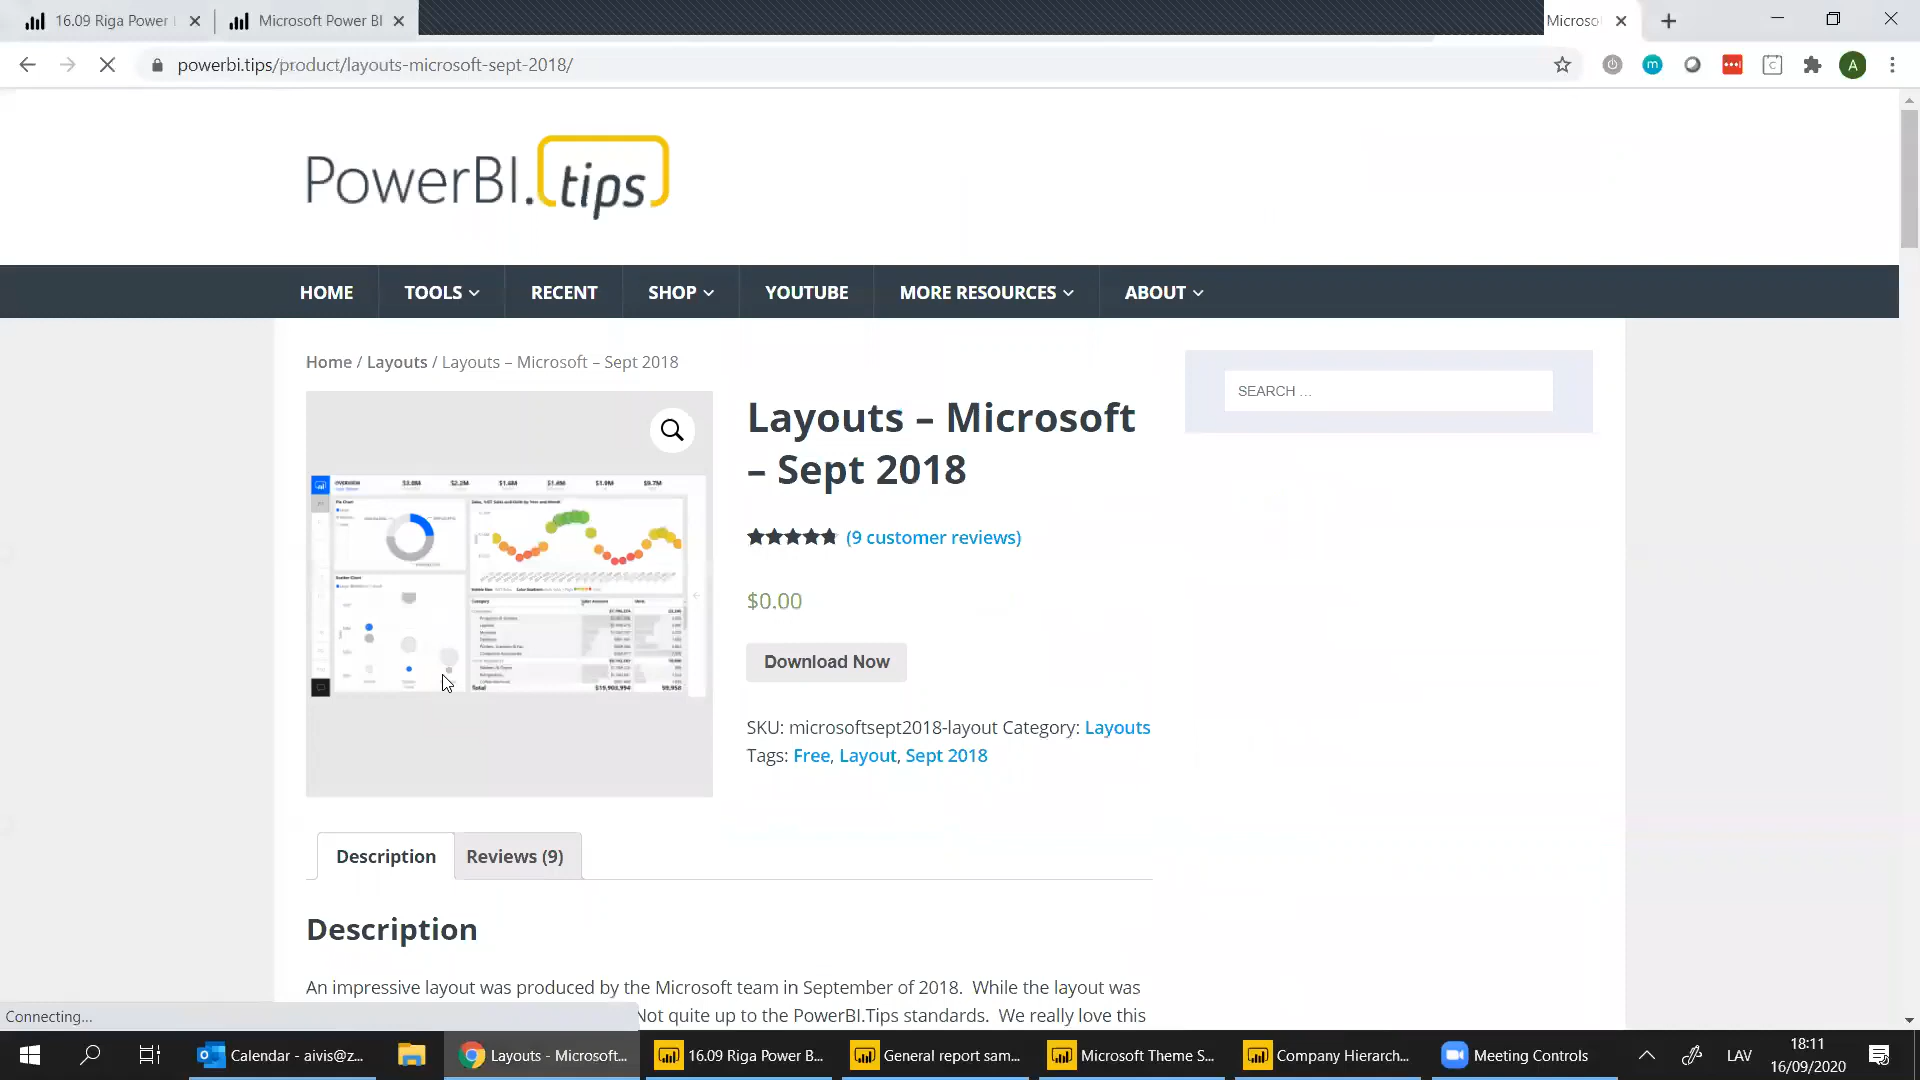 16.09 Riga Power
Microsoft Power BI
Microso
powerbi.tips/product/layouts-microsoft-sept-2018/
A
PowerBI.tips
HOME
TOOLS
RECENT
SHOP
YOUTUBE
MORE RESOURCES
ABOUT
Home / Layouts / Layouts – Microsoft – Sept 2018
SEARCH ...
Layouts – Microsoft
– Sept 2018
(9 customer reviews)
$0.00
Download Now
SKU: microsoftsept2018-layout Category: Layouts
Tags: Free, Layout, Sept 2018
OVERVIEW
Total
Description
Reviews (9)
Description
An impressive layout was produced by the Microsoft team in September of 2018. While the layout was
Not quite up to the PowerBI.Tips standards. We really love this
Connecting...
Calendar - aivis@z...
Layouts - Microsoft...
16.09 Riga Power B...
General report sam...
Microsoft Theme S...
Company Hierarch...
Meeting Controls
LAV
18:11
16/09/2020